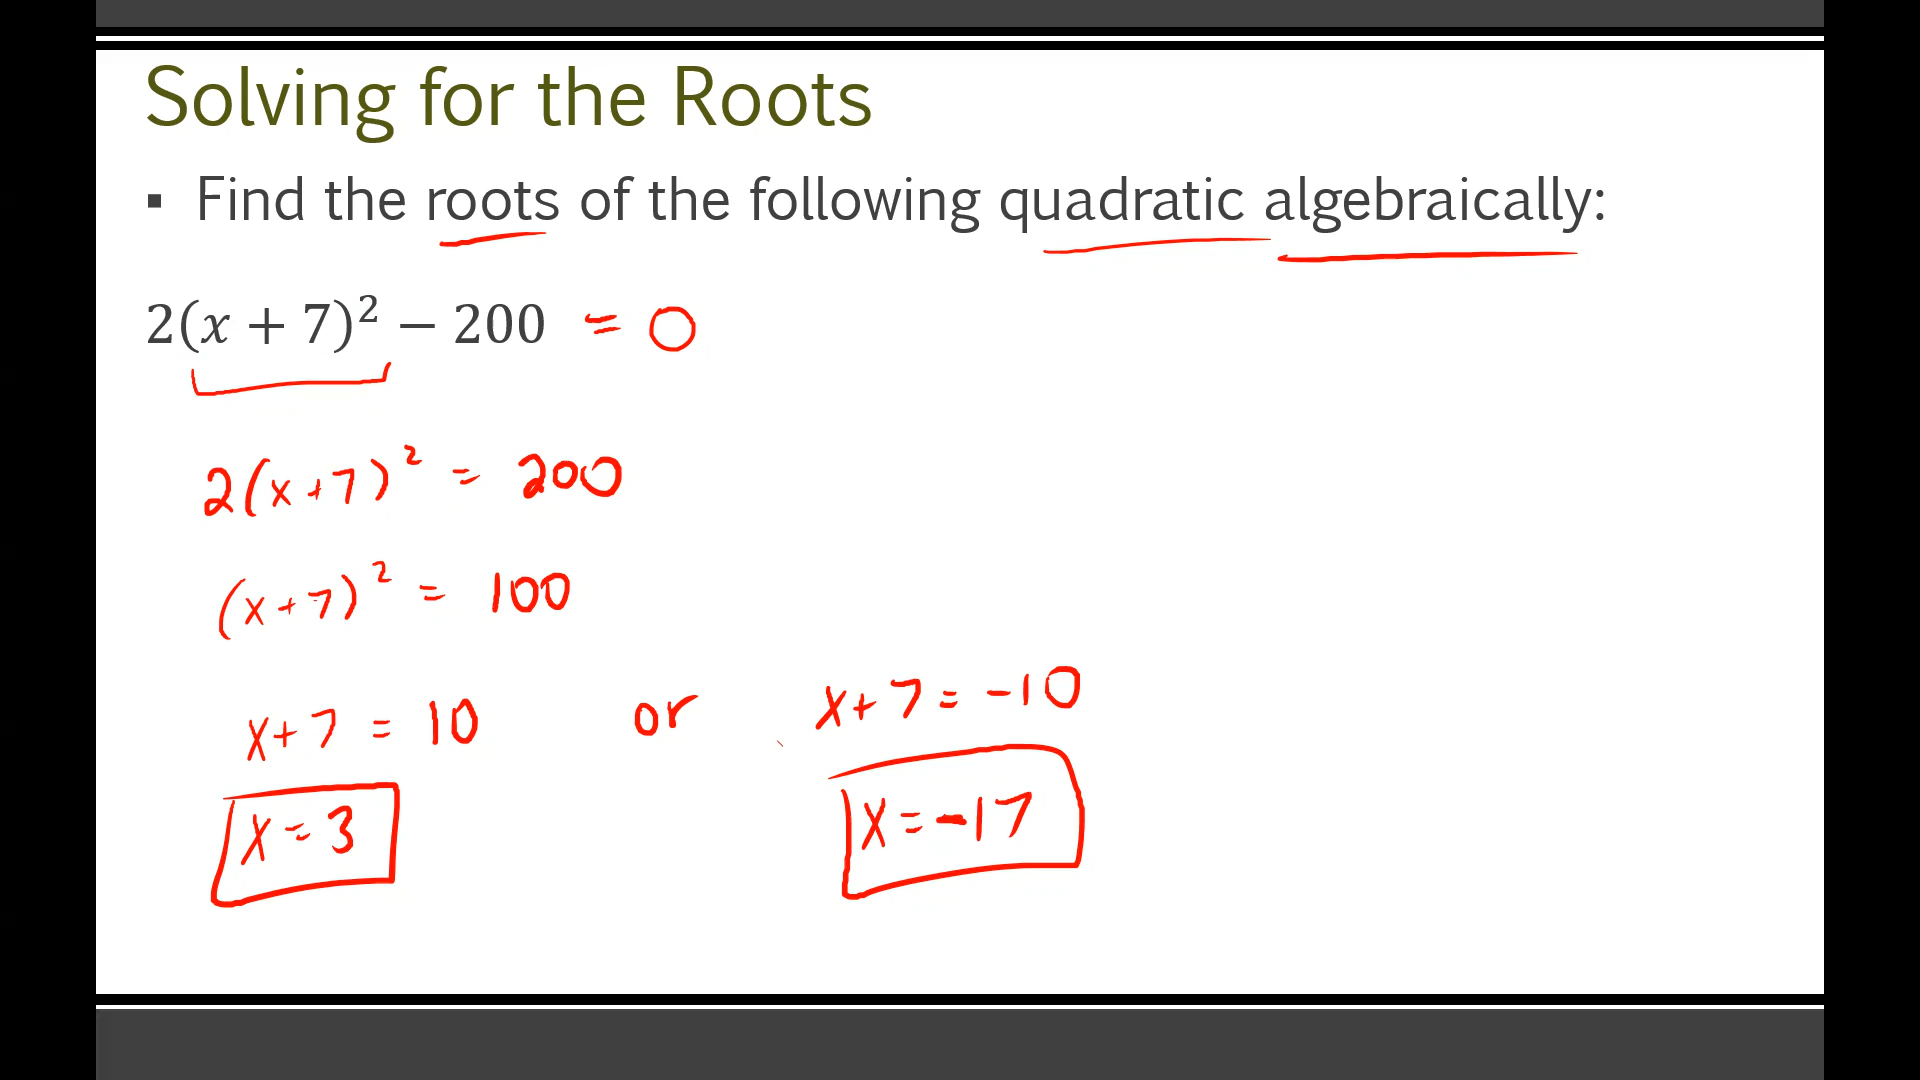 Solving for the Roots
▪ Find the roots of the following quadratic algebraically:
2(x + 7)² − 200 = 0
2(x+7)² = 200
(x+7)² = 100
x+7 = 10 or x+7 = -10
x = 3 x = -17